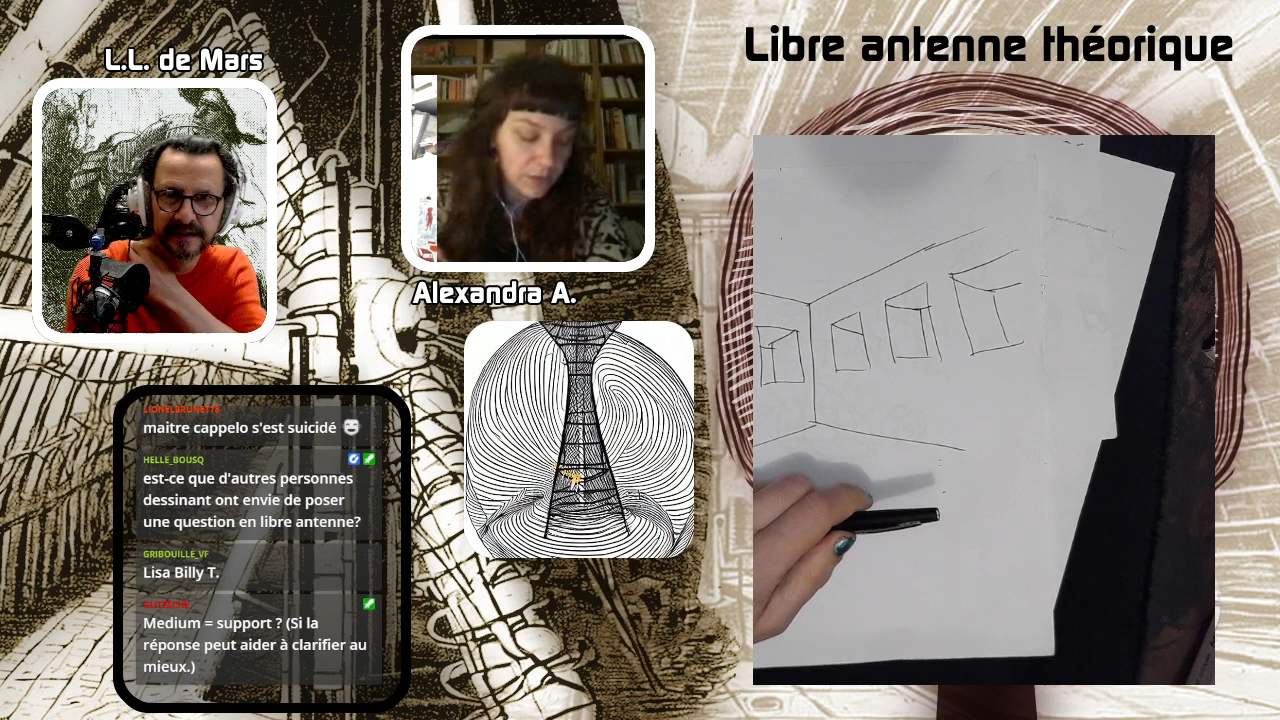 L.L. de Mars
Libre antenne théorique
Alexandra A.
LIONELBRUNET78
maitre cappelo s'est suicidé
HELLE_BOUSQ
est-ce que d'autres personnes
dessinant ont envie de poser
une question en libre antenne?
GRIBOUILLE_VF
Lisa Billy T.
Medium = support ? (Si la
réponse peut aider à clarifier au
mieux.)